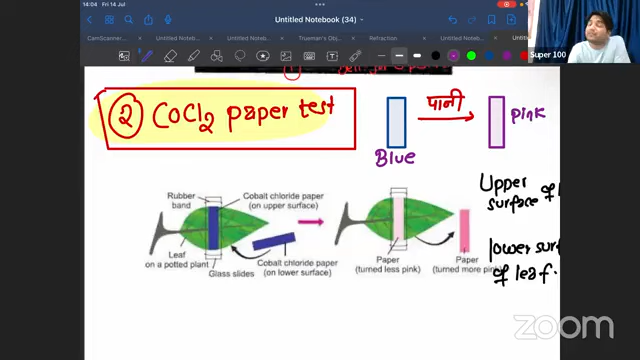 14:04 Fri 14 Jul
Untitled Notebook (34)
CamScanner... Untitled Notebo... Untitled Notebo... Trueman's Obj... Refraction Untitled Notebo...
Super 100
② CoCl₂ paper test
पानी
Blue
Pink
Rubber band
Cobalt chloride paper (on upper surface)
Leaf on a potted plant
Glass slides
Cobalt chloride paper (on lower surface)
Paper (turned less pink)
Paper (turned more pink)
Upper surface of
lower
of leaf.
zoom